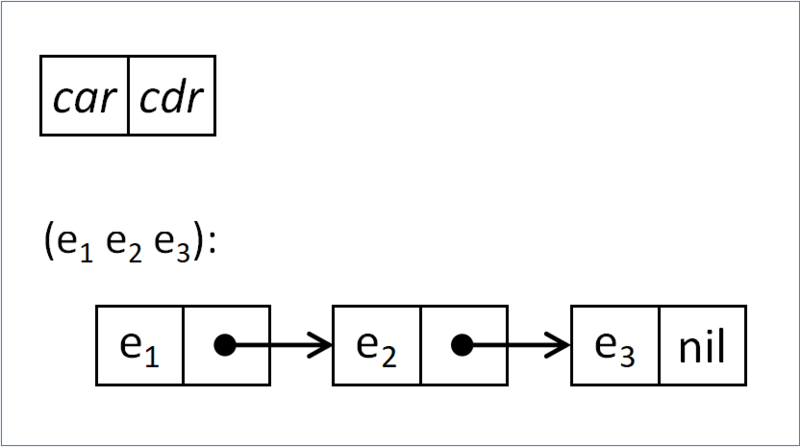 car cdr
(e₁ e₂ e₃):
e₁ e₂ e₃ nil